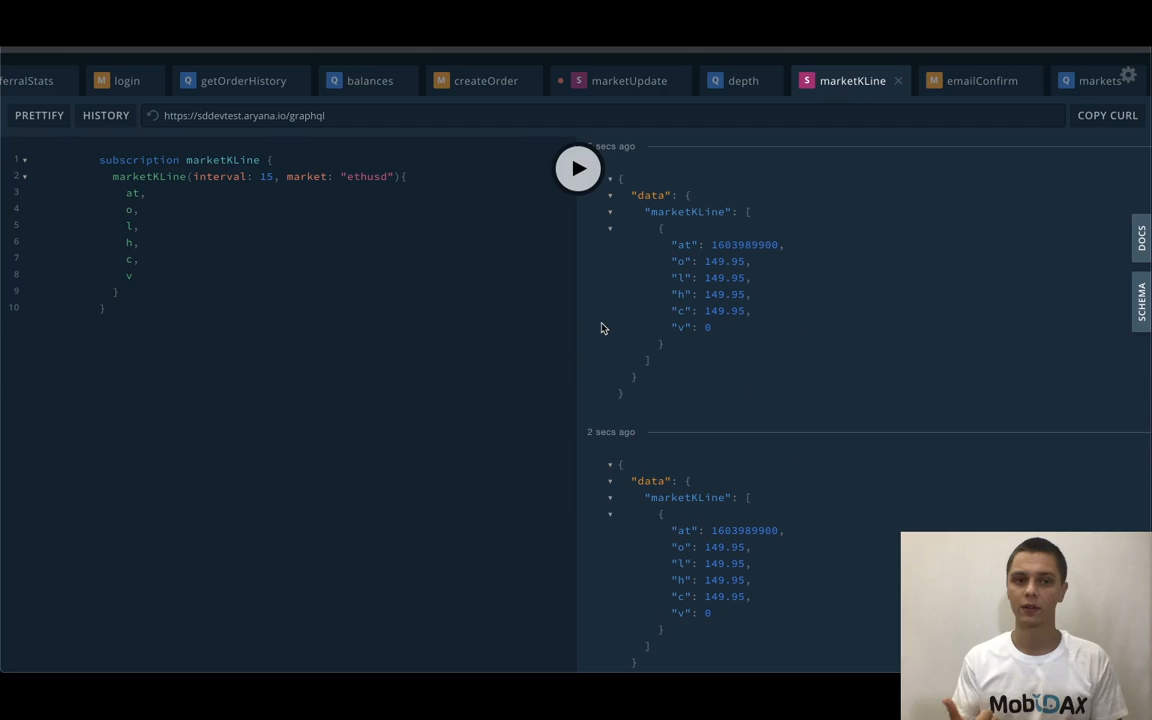 ferralStats
M login
Q getOrderHistory
Q balances
M createOrder
S marketUpdate
Q depth
S marketKLine
M emailConfirm
Q markets
PRETTIFY
HISTORY
https://sddevtest.aryana.io/graphql
COPY CURL
1 subscription marketKLine {
2 marketKLine(interval: 15, market: "ethusd"){
3 at,
4 o,
5 l,
6 h,
7 c,
8 v
9 }
10 }
secs ago
{
"data": {
"marketKLine": [
{
"at": 1603989900,
"o": 149.95,
"l": 149.95,
"h": 149.95,
"c": 149.95,
"v": 0
}
]
}
}
2 secs ago
{
"data": {
"marketKLine": [
{
"at": 1603989900,
"o": 149.95,
"l": 149.95,
"h": 149.95,
"c": 149.95,
"v": 0
}
]
}
DOCS
SCHEMA
MobiDAX